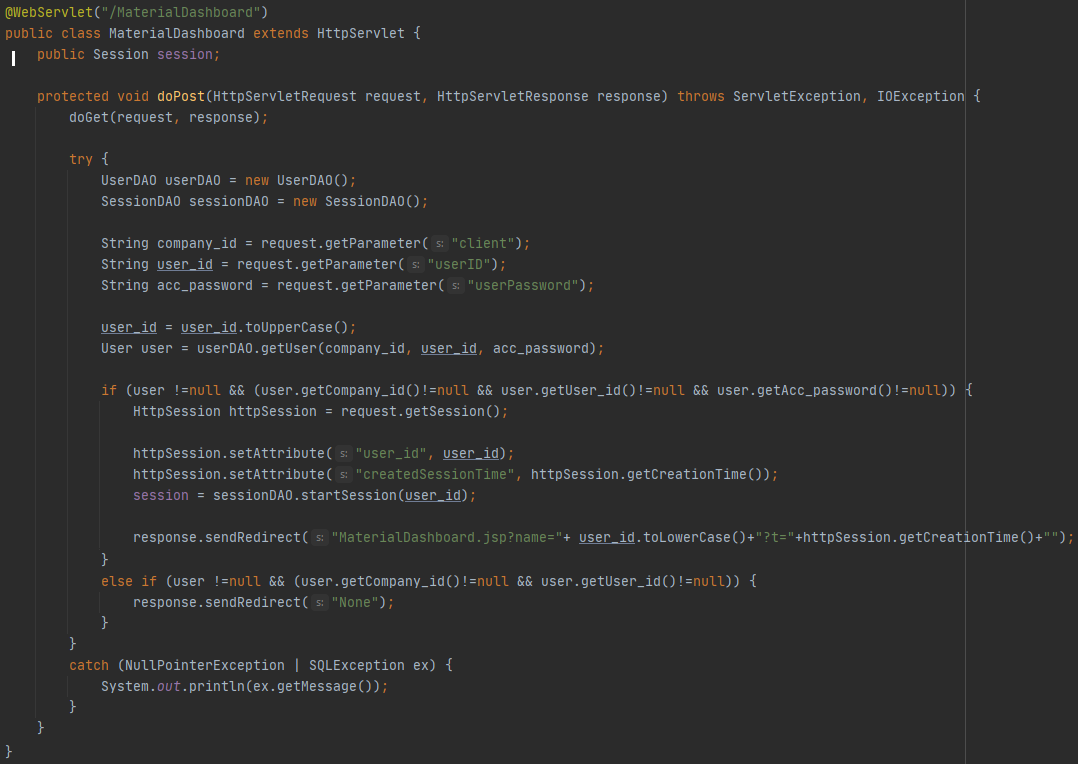 @WebServlet("/MaterialDashboard")
public class MaterialDashboard extends HttpServlet {
    public Session session;

    protected void doPost(HttpServletRequest request, HttpServletResponse response) throws ServletException, IOException {
        doGet(request, response);

        try {
            UserDAO userDAO = new UserDAO();
            SessionDAO sessionDAO = new SessionDAO();

            String company_id = request.getParameter( s: "client");
            String user_id = request.getParameter( s: "userID");
            String acc_password = request.getParameter( s: "userPassword");

            user_id = user_id.toUpperCase();
            User user = userDAO.getUser(company_id, user_id, acc_password);

            if (user !=null && (user.getCompany_id()!=null && user.getUser_id()!=null && user.getAcc_password()!=null)) {
                HttpSession httpSession = request.getSession();

                httpSession.setAttribute( s: "user_id", user_id);
                httpSession.setAttribute( s: "createdSessionTime", httpSession.getCreationTime());
                session = sessionDAO.startSession(user_id);

                response.sendRedirect( s: "MaterialDashboard.jsp?name="+ user_id.toLowerCase()+"?t="+httpSession.getCreationTime()+"");
            }
            else if (user !=null && (user.getCompany_id()!=null && user.getUser_id()!=null)) {
                response.sendRedirect( s: "None");
            }
        }
        catch (NullPointerException | SQLException ex) {
            System.out.println(ex.getMessage());
        }
    }
}